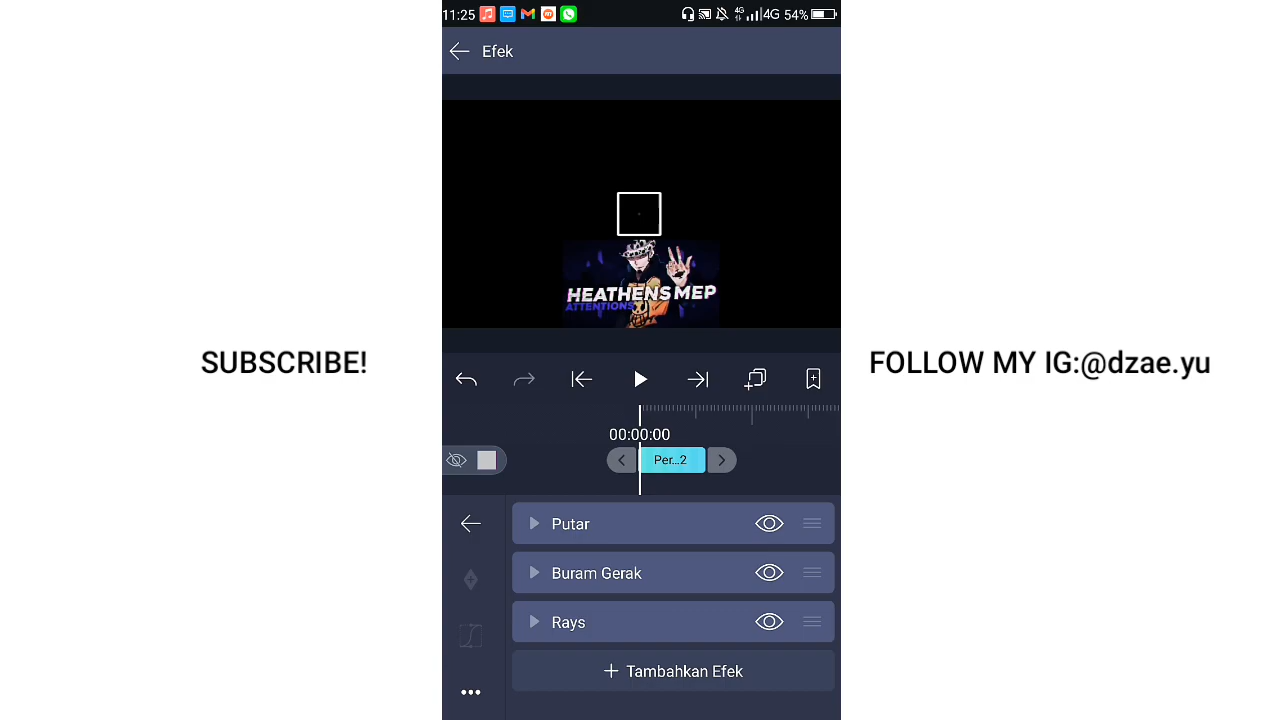 11:25
4G
4G 54%
Efek
HEATHENS MEP
ATTENTIONS
SUBSCRIBE!
FOLLOW MY IG:@dzae.yu
00:00:00
Per...2
Putar
Buram Gerak
Rays
+ Tambahkan Efek